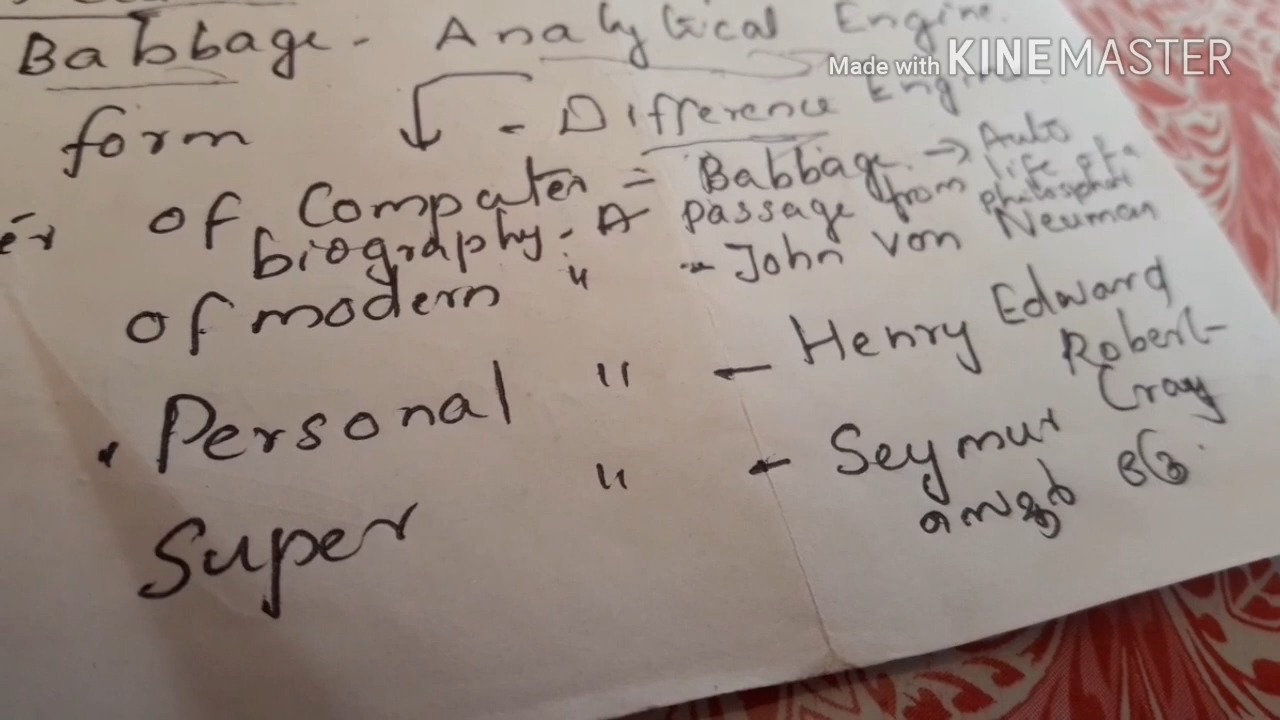 Babbage - Analytical Engine.
Made with KINEMASTER
form - Difference Engine
of Computer = Babbage. → Auto
biography. - A passage from life of a
philosopher
er of modern " - John Von Neuman
. Personal " - Henry Edward
Robert
Super " - Seymur Cray